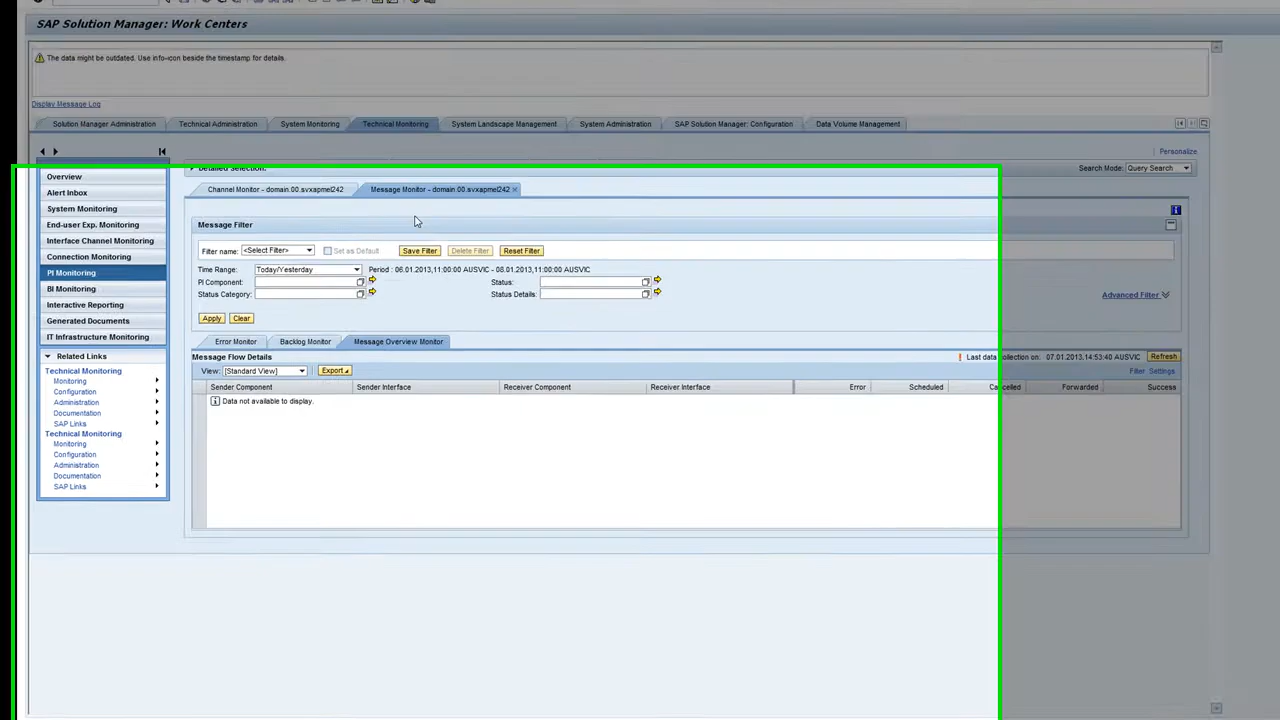 SAP Solution Manager: Work Centers
The data might be outdated. Use info-icon beside the timestamp for details.
Display Message Log
Solution Manager Administration Technical Administration System Monitoring Technical Monitoring System Landscape Management System Administration SAP Solution Manager: Configuration Data Volume Management
Personalize
Detailed Selection: Search Mode: Query Search
Overview
Alert Inbox
System Monitoring
End-user Exp. Monitoring
Interface Channel Monitoring
Connection Monitoring
PI Monitoring
BI Monitoring
Interactive Reporting
Generated Documents
IT Infrastructure Monitoring
Related Links
Technical Monitoring
Monitoring
Configuration
Administration
Documentation
SAP Links
Technical Monitoring
Monitoring
Configuration
Administration
Documentation
SAP Links
Channel Monitor - domain.00.svxapmel242 Message Monitor - domain.00.svxapmel242
Message Filter
Filter name: <Select Filter> Set as Default Save Filter Delete Filter Reset Filter
Time Range: Today/Yesterday Period : 06.01.2013,11:00:00 AUSVIC - 08.01.2013,11:00:00 AUSVIC
PI Component: Status:
Status Category: Status Details: Advanced Filter
Apply Clear
Error Monitor Backlog Monitor Message Overview Monitor
Message Flow Details ! Last data collection on: 07.01.2013.14:53:40 AUSVIC Refresh
View: [Standard View] Export Filter Settings
Sender Component Sender Interface Receiver Component Receiver Interface Error Scheduled Cancelled Forwarded Success
Data not available to display.